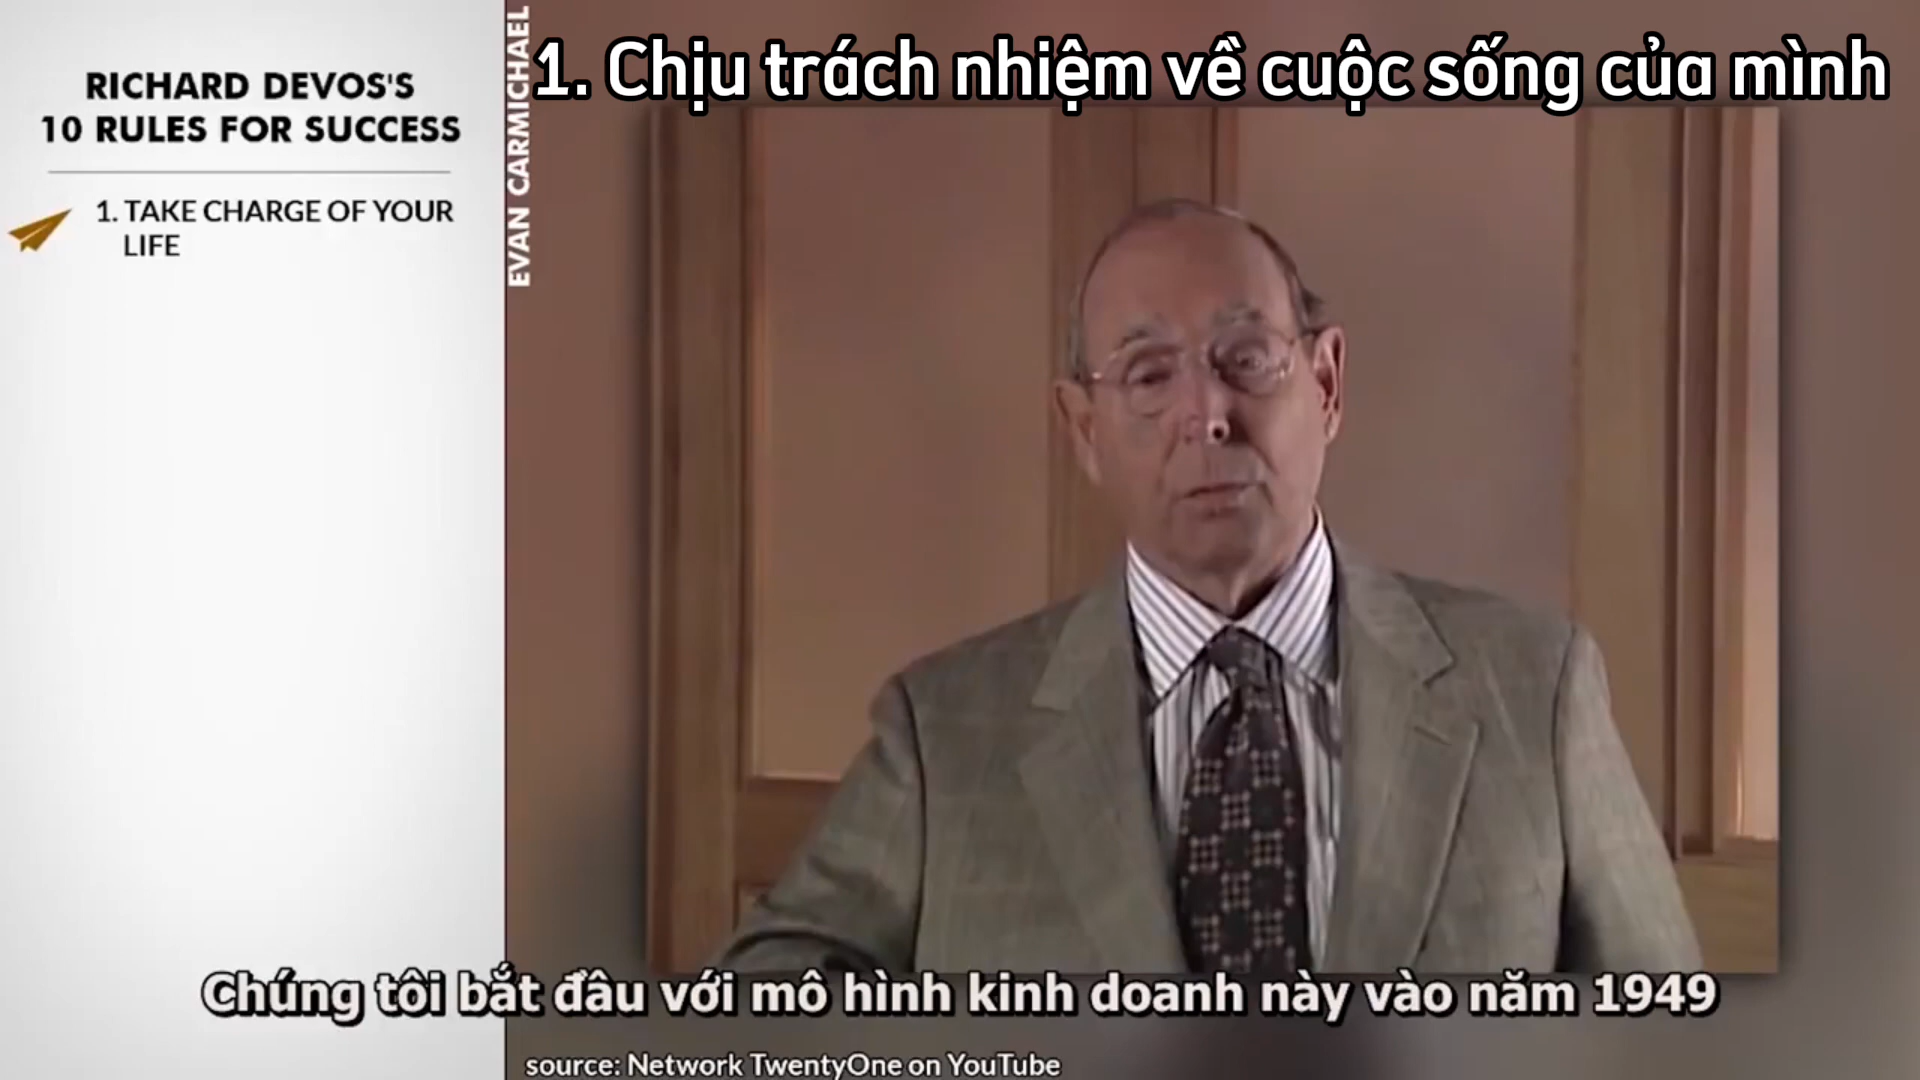 RICHARD DEVOS'S
10 RULES FOR SUCCESS
1. TAKE CHARGE OF YOUR
LIFE
EVAN CARMICHAEL
1. Chịu trách nhiệm về cuộc sống của mình
Chúng tôi bắt đầu với mô hình kinh doanh này vào năm 1949
source: Network TwentyOne on YouTube